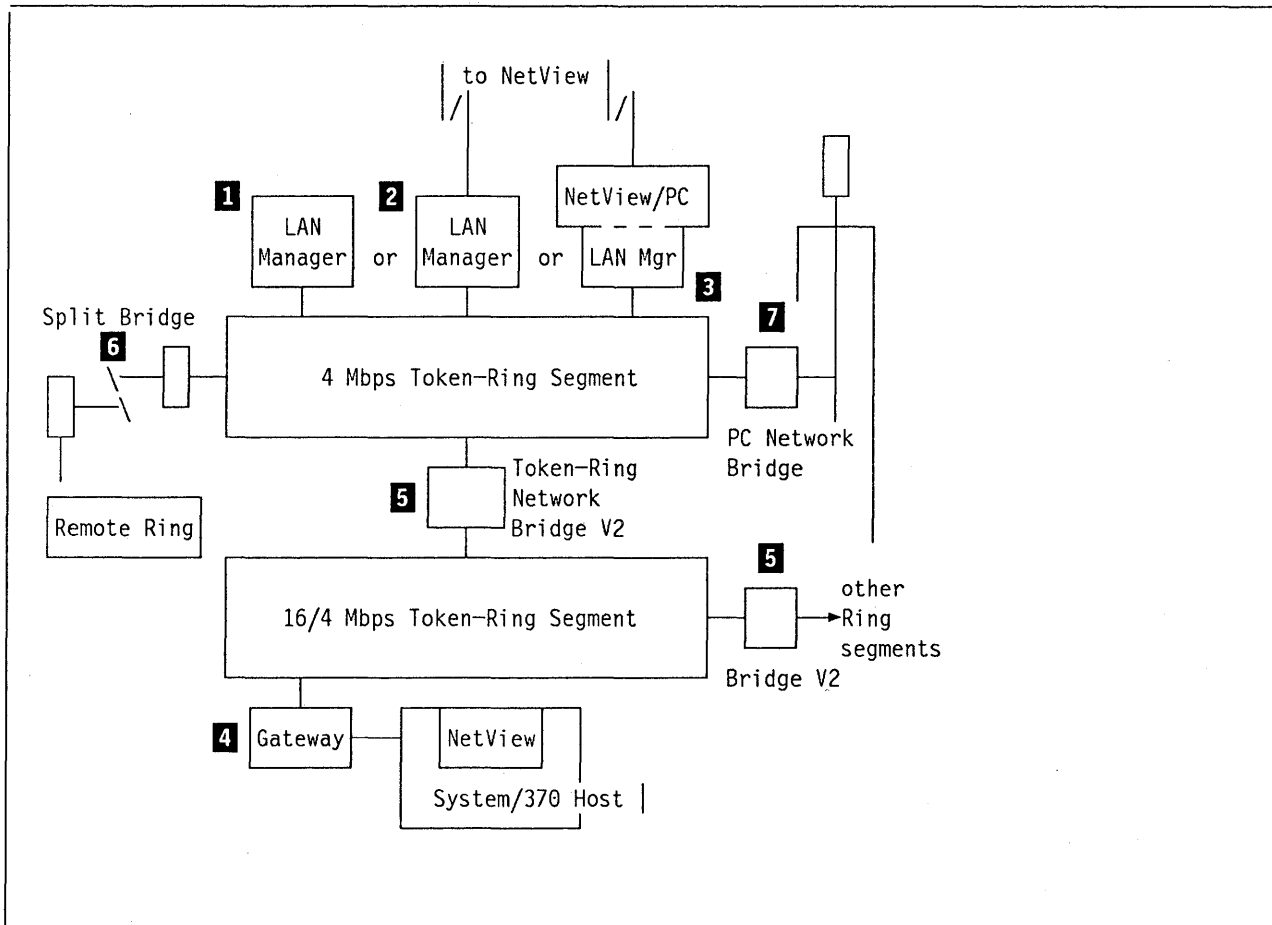 to NetView
NetView/PC
1
2
LAN
Manager
or
LAN
Manager
or
LAN Mgr
3
Split Bridge
6
7
4 Mbps Token-Ring Segment
PC Network
Bridge
5
Token-Ring
Network
Bridge V2
Remote Ring
5
16/4 Mbps Token-Ring Segment
other
Ring
segments
Bridge V2
4
Gateway
NetView
System/370 Host